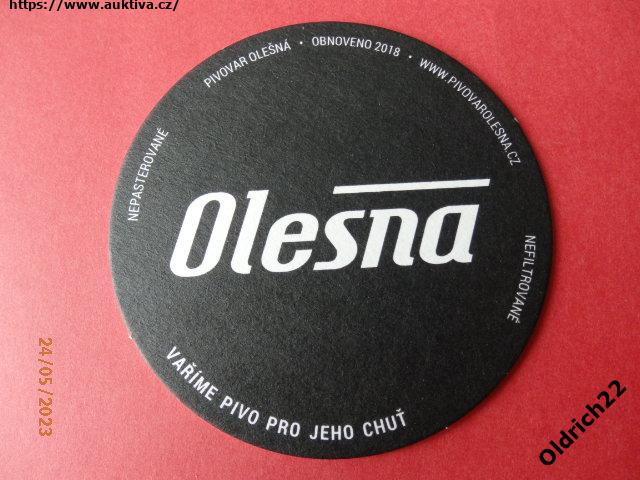 https://www.auktiva.cz/
PIVOVAR OLEŠNÁ • OBNOVENO 2018 • WWW.PIVOVAROLESNA.CZ
NEPASTEROVANÉ
Olesna
NEFILTROVANÉ
VAŘÍME PIVO PRO JEHO CHUŤ
24/05/2023
Oldrich22